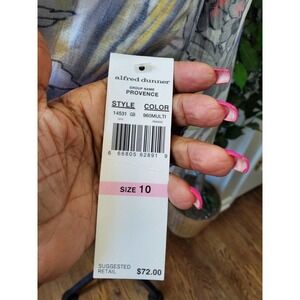 alfred dunner
GROUP NAME
PROVENCE
STYLE COLOR
14531 GB 960MULTI
6 66805 62891 9
SIZE 10
SUGGESTED
RETAIL $72.00